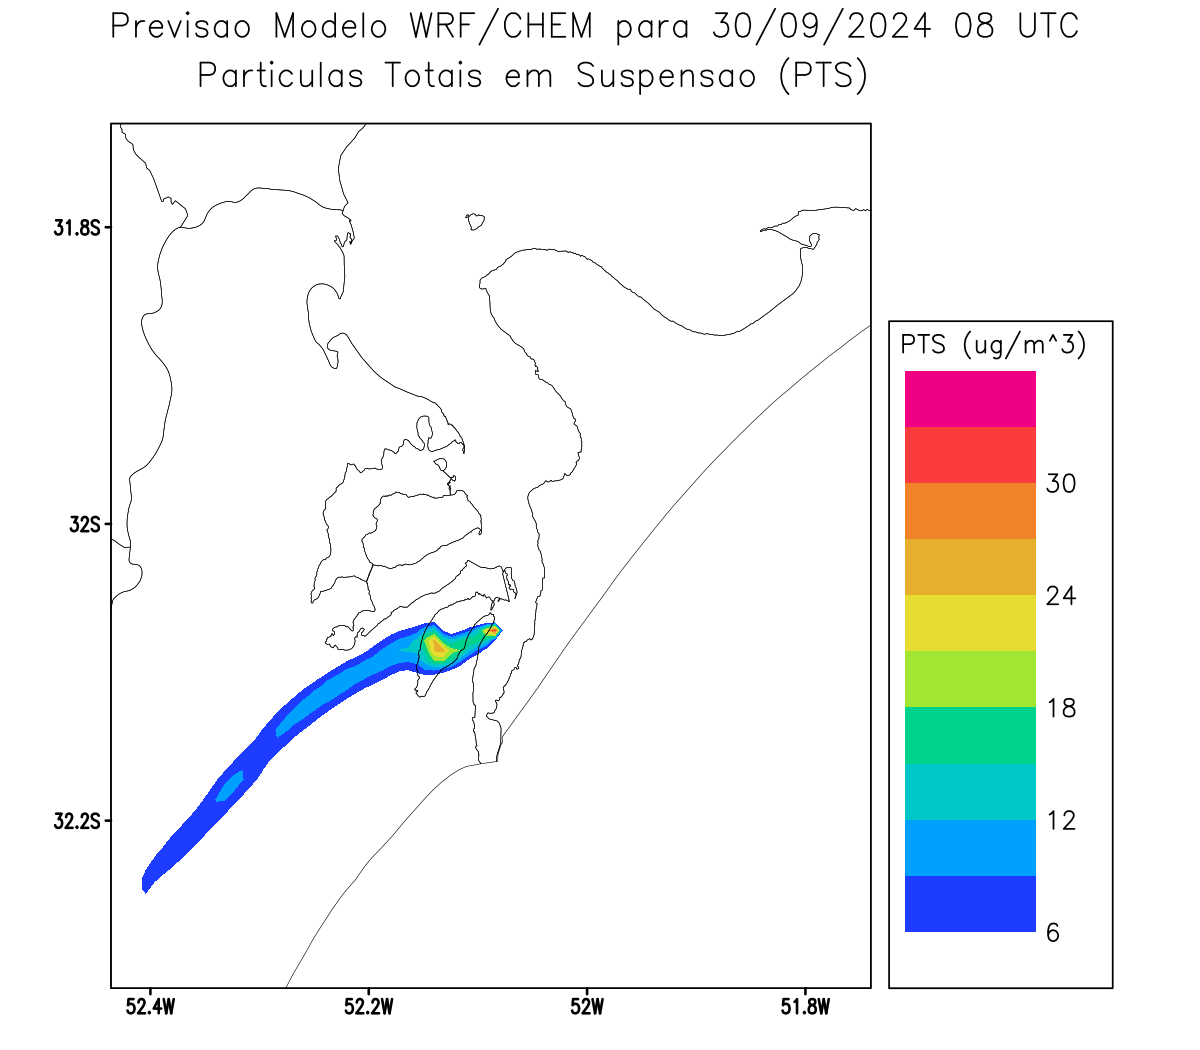 Previsao Modelo WRF/CHEM para 30/09/2024 08 UTC
Particulas Totais em Suspensao (PTS)
31.8S
32S
32.2S
52.4W
52.2W
52W
51.8W
PTS (ug/m^3)
30
24
18
12
6